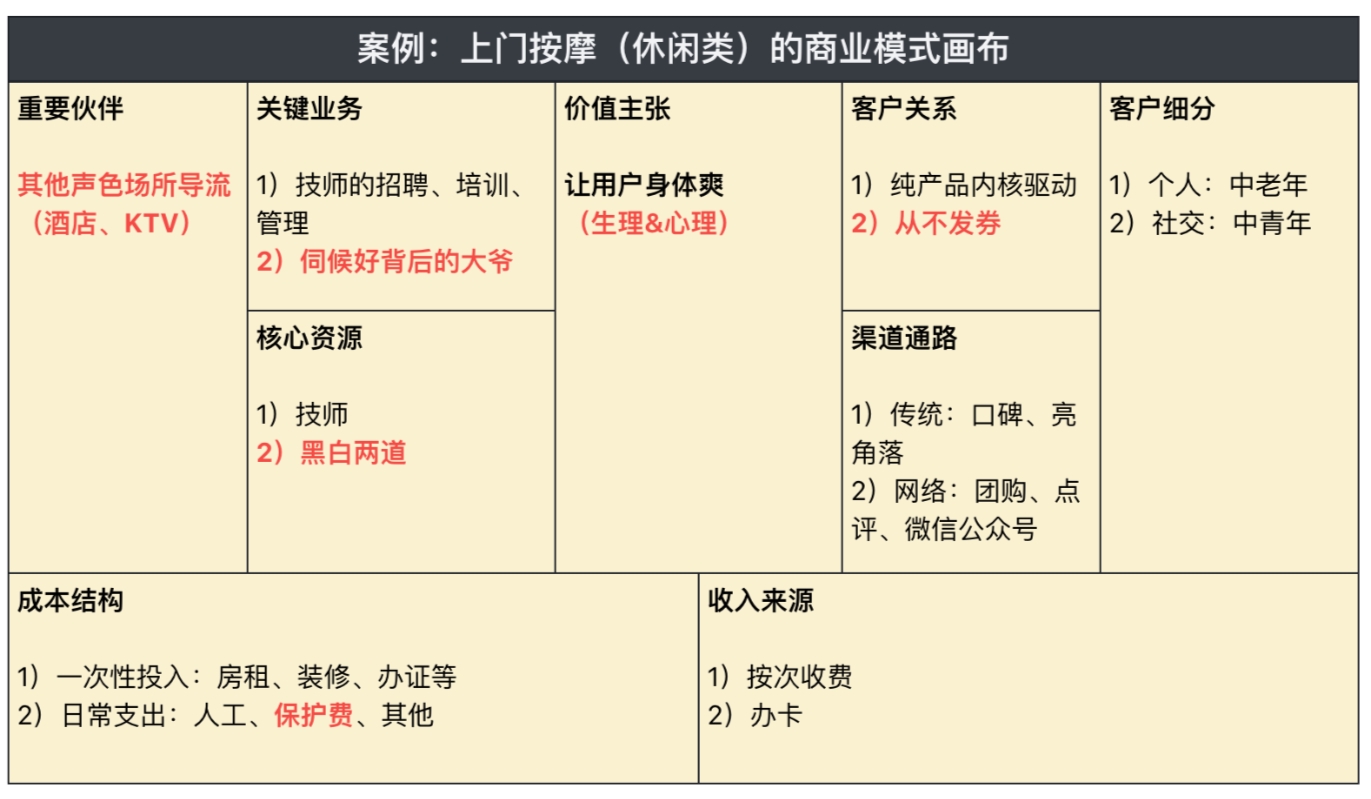 案例：上门按摩（休闲类）的商业模式画布
重要伙伴
其他声色场所导流
（酒店、KTV）
关键业务
1）技师的招聘、培训、
管理
2）伺候好背后的大爷
核心资源
1）技师
2）黑白两道
价值主张
让用户身体爽
（生理&心理）
客户关系
1）纯产品内核驱动
2）从不发券
渠道通路
1）传统：口碑、亮
角落
2）网络：团购、点
评、微信公众号
客户细分
1）个人：中老年
2）社交：中青年
成本结构
1）一次性投入：房租、装修、办证等
2）日常支出：人工、保护费、其他
收入来源
1）按次收费
2）办卡